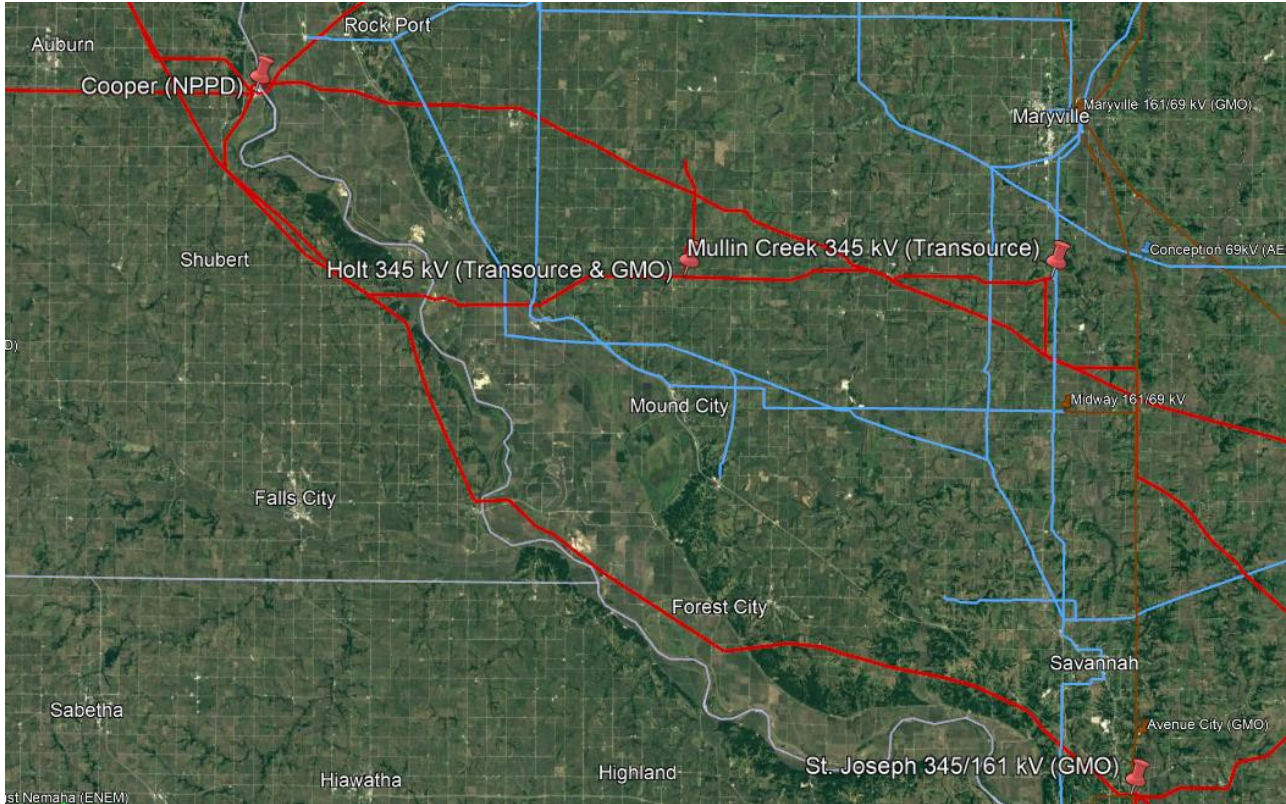 Rock Port
Auburn
Cooper (NPPD)
Maryville 161/69 kV (GMO)
Maryville
Mullin Creek 345 kV (Transource)
Conception 69kV (AE
Shubert
Holt 345 kV (Transource & GMO)
D)
Midway 161/69 kV
Mound City
Falls City
Forest City
Savannah
Sabetha
Avenue City (GMO)
St. Joseph 345/161 kV (GMO)
Highland
Hiawatha
st Nemaha (ENEM)